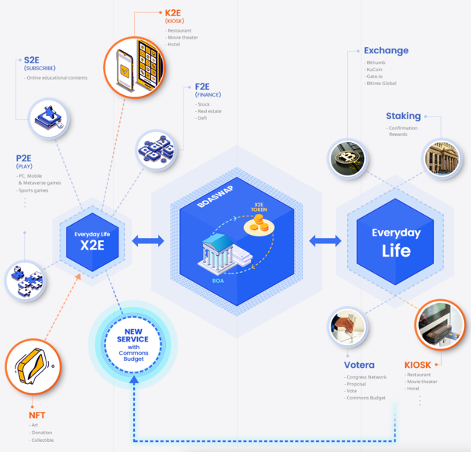 K2E
(KIOSK)
- Restaurant
- Movie theater
- Hotel
S2E
(SUBSCRIBE)
- Online educational contents
F2E
(FINANCE)
- Stock
- Real estate
- Defi
P2E
(PLAY)
- PC, Mobile
& Metaverse games
- Sports games
Everyday Life
X2E
NFT
- Art
- Donation
- Collectible
NEW
SERVICE
with
Commons
Budget
BOASWAP
X2E
TOKEN
BOA
Exchange
- Bithumb
- KuCoin
- Gate.io
- Bitrex Global
Staking
- Confirmation
Rewards
Everyday
Life
Votera
- Congress Network
- Proposal
- Vote
- Commons Budget
KIOSK
- Restaurant
- Movie theater
- Hotel